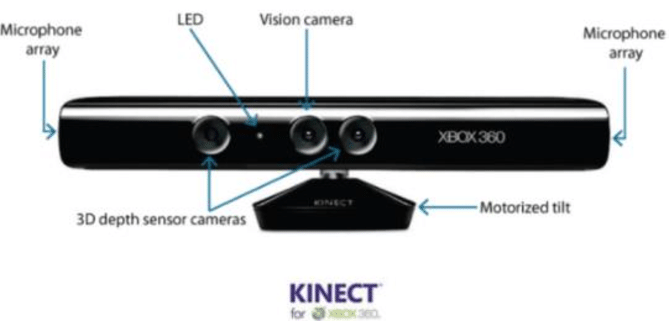 Microphone
array
LED
Vision camera
Microphone
array
XBOX 360
KINECT
3D depth sensor cameras
Motorized tilt
KINECT
for XBOX 360.